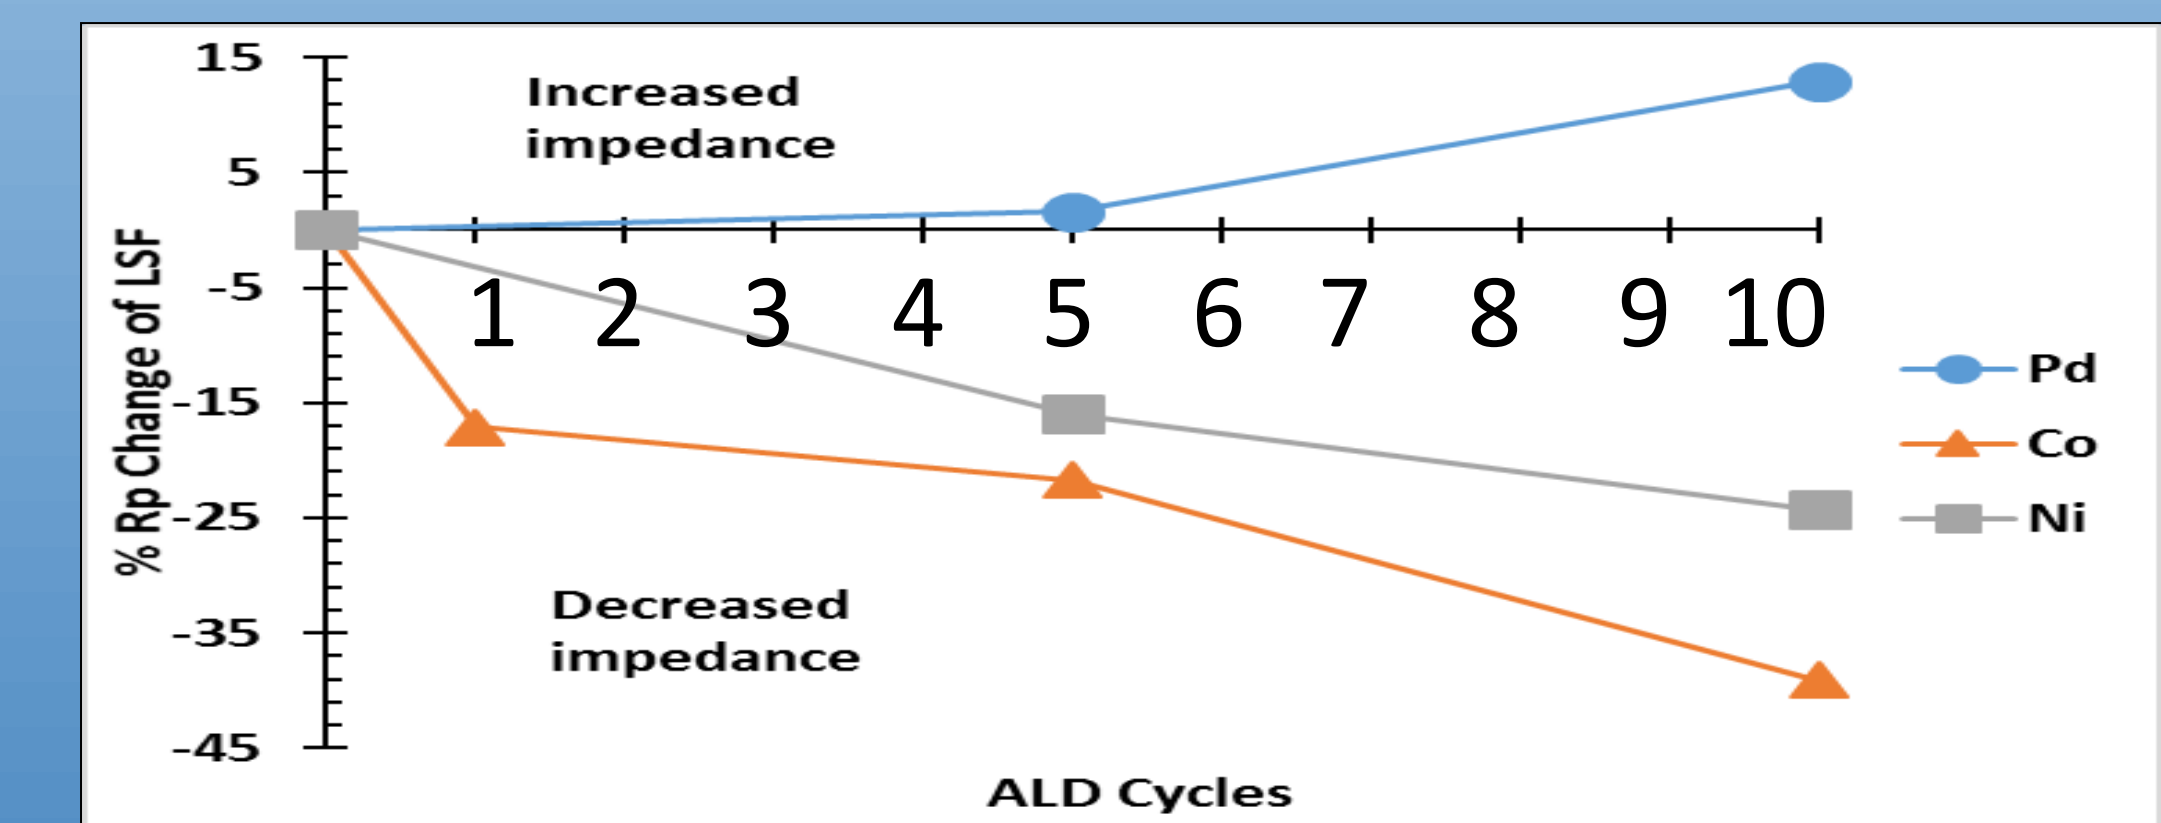 15
Increased
impedance
5
-5
-15
-25
-35
-45
% Rp Change of LSF
1 2 3 4 5 6 7 8 9 10
Decreased
impedance
ALD Cycles
Pd
Co
Ni